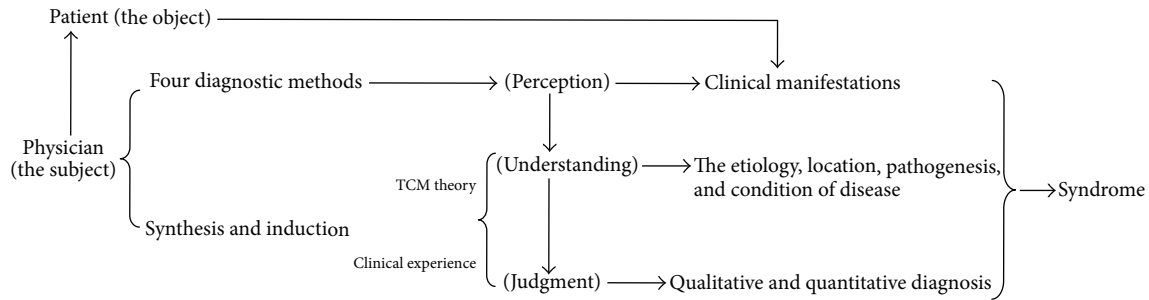 Patient (the object)
Four diagnostic methods
(Perception)
Clinical manifestations
Physician
(the subject)
(Understanding)
The etiology, location, pathogenesis,
and condition of disease
TCM theory
Syndrome
Synthesis and induction
Clinical experience
(Judgment)
Qualitative and quantitative diagnosis